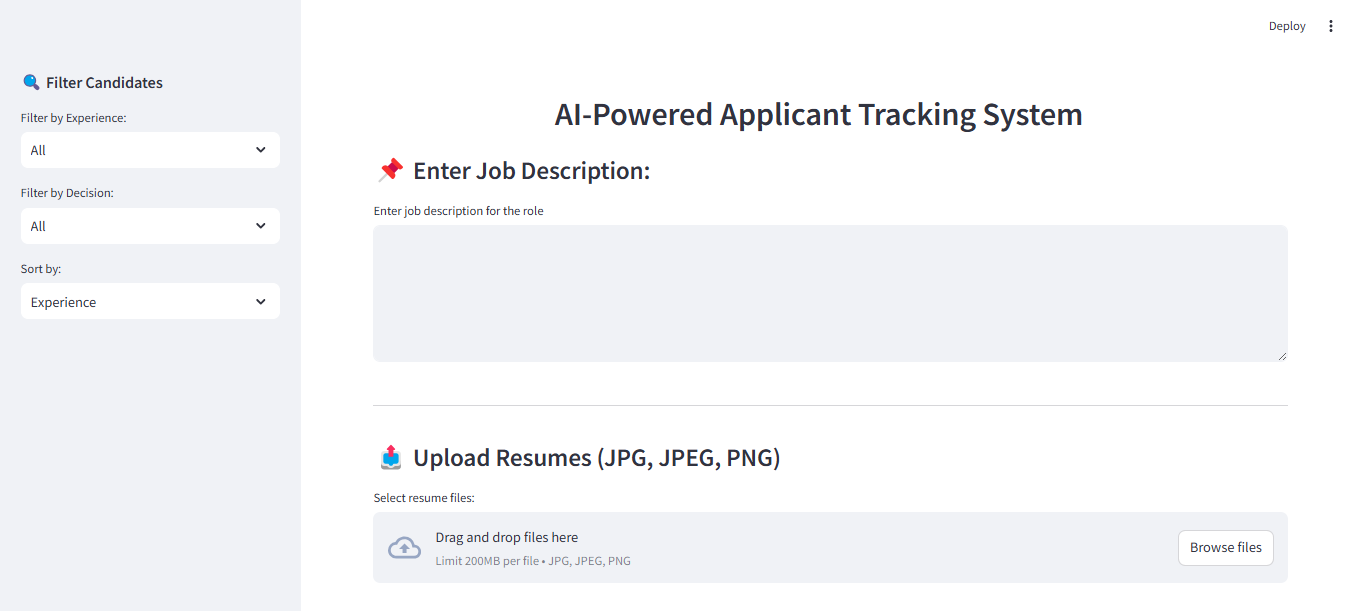 Deploy
Filter Candidates
Filter by Experience:
All
Filter by Decision:
All
Sort by:
Experience
AI-Powered Applicant Tracking System
Enter Job Description:
Enter job description for the role
Upload Resumes (JPG, JPEG, PNG)
Select resume files:
Drag and drop files here
Limit 200MB per file • JPG, JPEG, PNG
Browse files